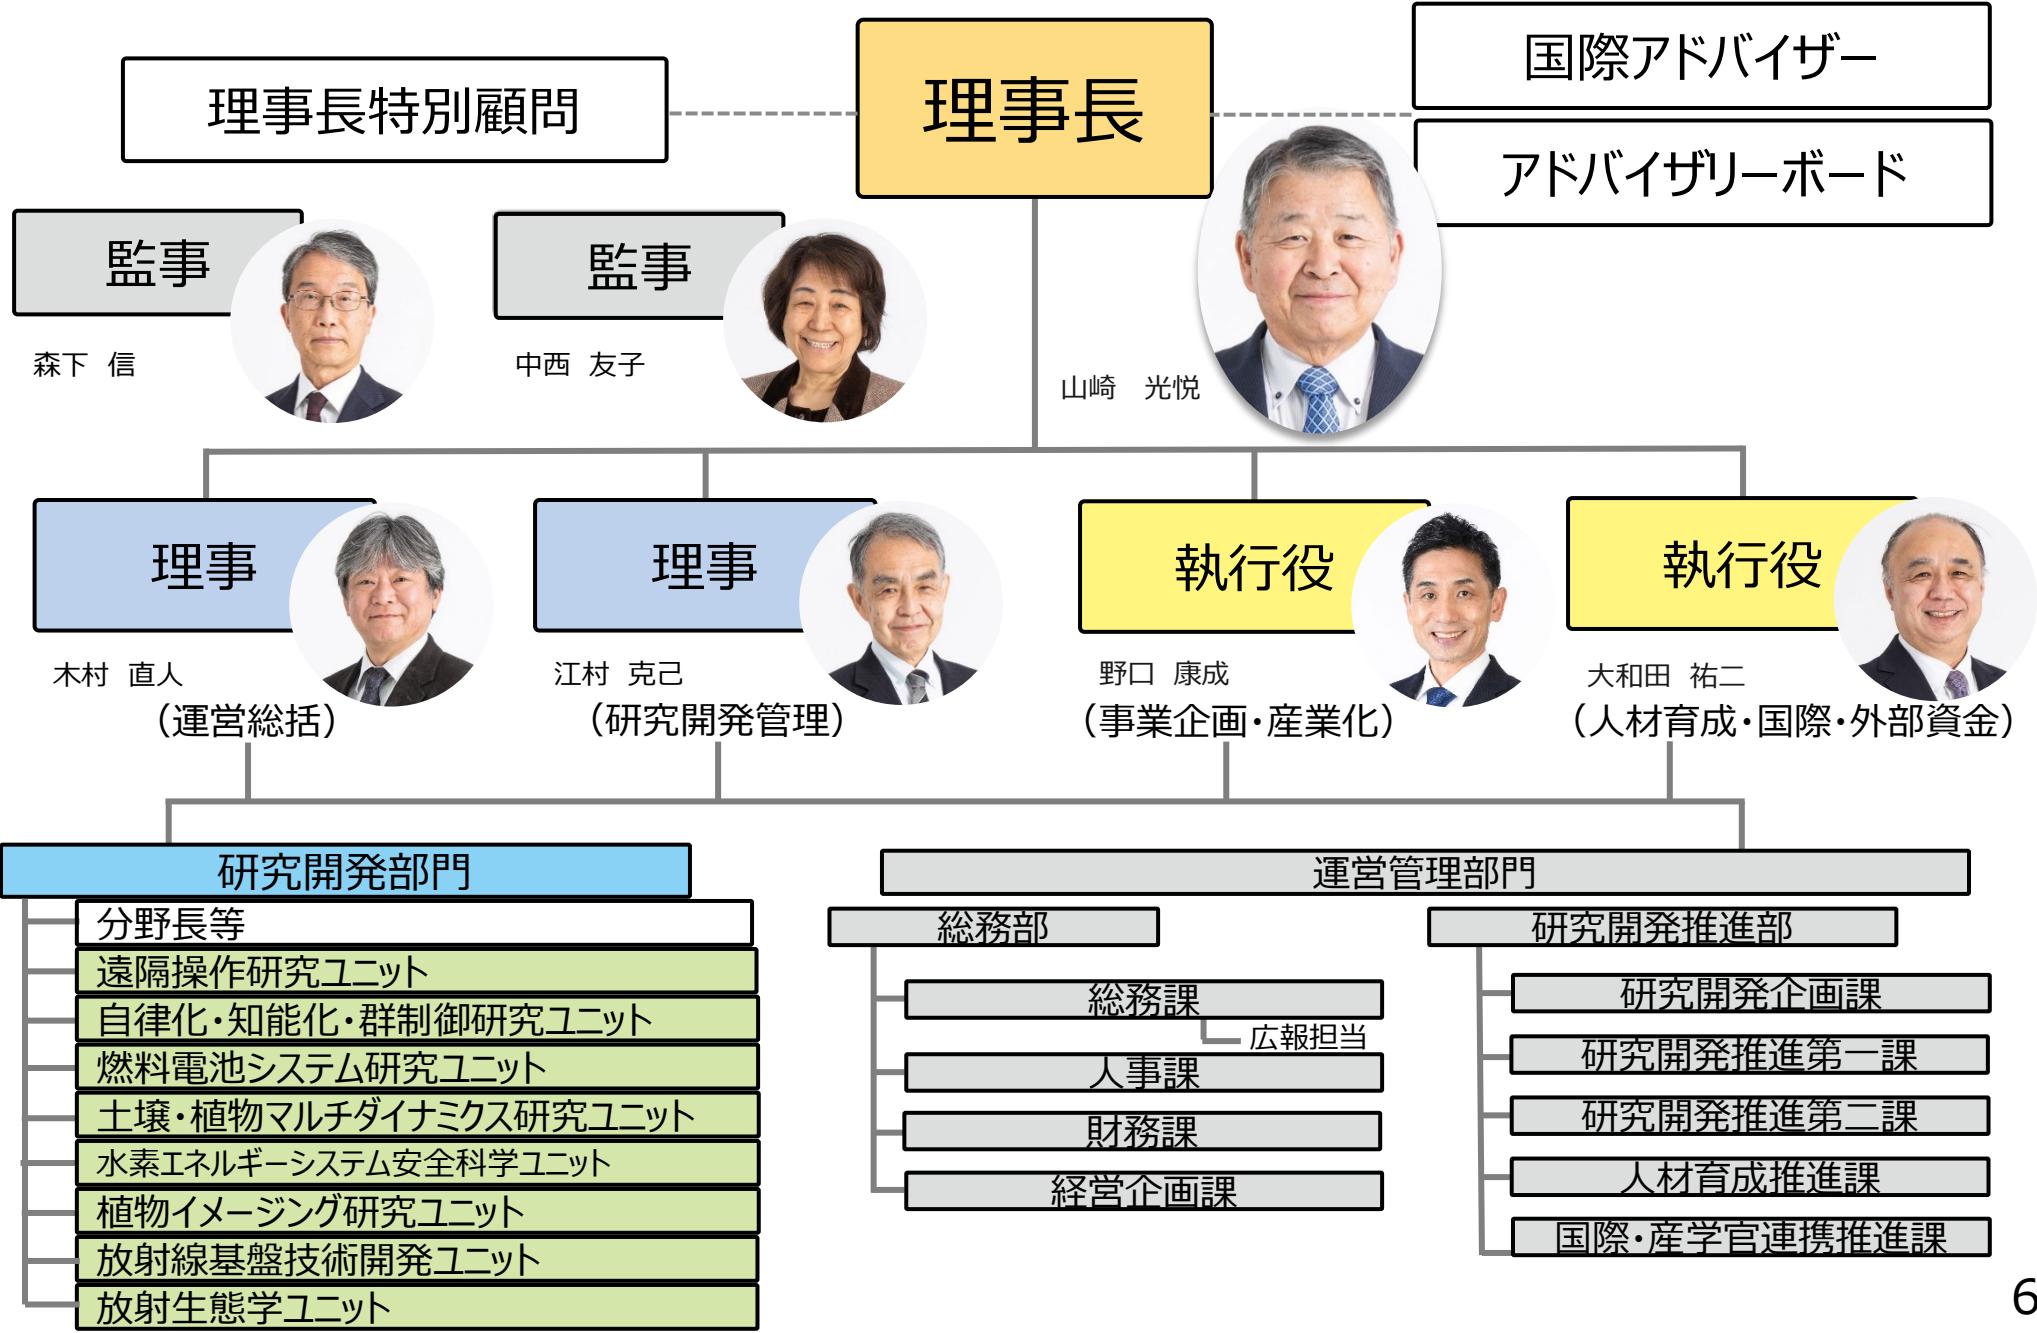 理事長
理事長特別顧問
国際アドバイザー
アドバイザリーボード
監事
森下 信
監事
中西 友子
山崎 光悦
理事
木村 直人
(運営総括)
理事
江村 克己
(研究開発管理)
執行役
野口 康成
(事業企画・産業化)
執行役
大和田 祐二
(人材育成・国際・外部資金)
研究開発部門
分野長等
遠隔操作研究ユニット
自律化・知能化・群制御研究ユニット
燃料電池システム研究ユニット
土壌・植物マルチダイナミクス研究ユニット
水素エネルギーシステム安全科学ユニット
植物イメージング研究ユニット
放射線基盤技術開発ユニット
放射生態学ユニット
運営管理部門
総務部
総務課
広報担当
人事課
財務課
経営企画課
研究開発推進部
研究開発企画課
研究開発推進第一課
研究開発推進第二課
人材育成推進課
国際・産学官連携推進課
6